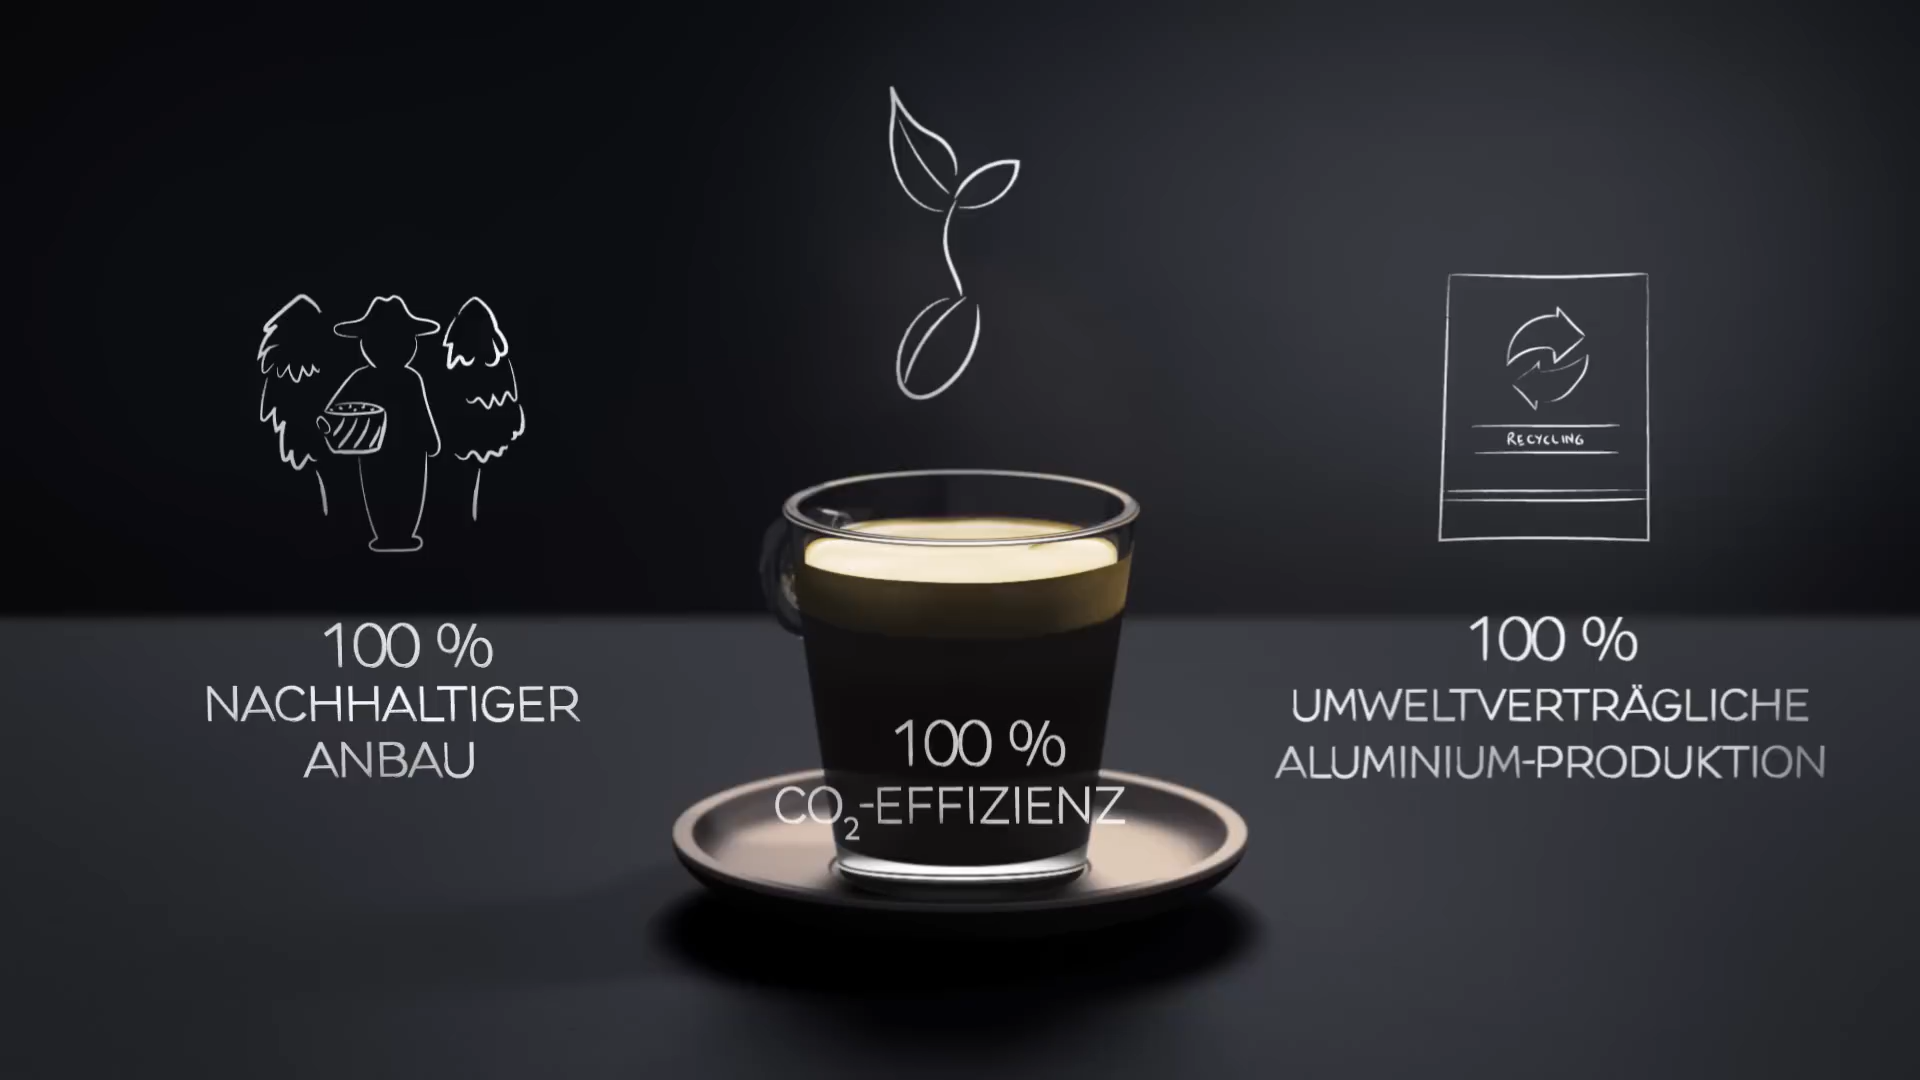 100 %
NACHHALTIGER
ANBAU
100 %
CO₂-EFFIZIENZ
RECYCLING
100 %
UMWELTVERTRÄGLICHE
ALUMINIUM-PRODUKTION